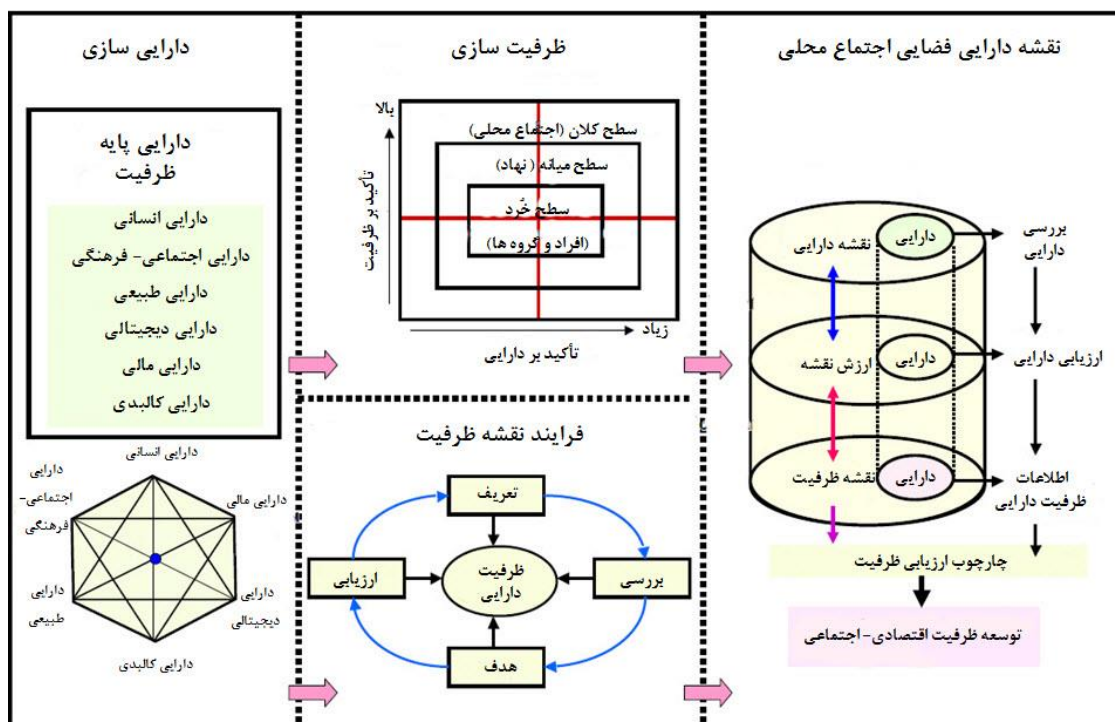 نقشه دارایی فضایی اجتماع محلی
دارایی
نقشه دارایی
بررسی
دارایی
دارایی
ارزش نقشه
ارزیابی دارایی
دارایی
نقشه ظرفیت
اطلاعات
ظرفیت دارایی
چارچوب ارزیابی ظرفیت
توسعه ظرفیت اقتصادی-اجتماعی
ظرفیت سازی
بالا
تأکید بر ظرفیت
سطح کلان (اجتماع محلی)
سطح میانه (نهاد)
سطح خُرد
(افراد و گروه ها)
زیاد
تأکید بر دارایی
فرایند نقشه ظرفیت
تعریف
بررسی
ظرفیت
دارایی
ارزیابی
هدف
دارایی سازی
دارایی پایه
ظرفیت
دارایی انسانی
دارایی اجتماعی- فرهنگی
دارایی طبیعی
دارایی دیجیتالی
دارایی مالی
دارایی کالبدی
دارایی انسانی
دارایی مالی
دارایی
اجتماعی-
فرهنگی
دارایی
دیجیتالی
دارایی
طبیعی
دارایی کالبدی